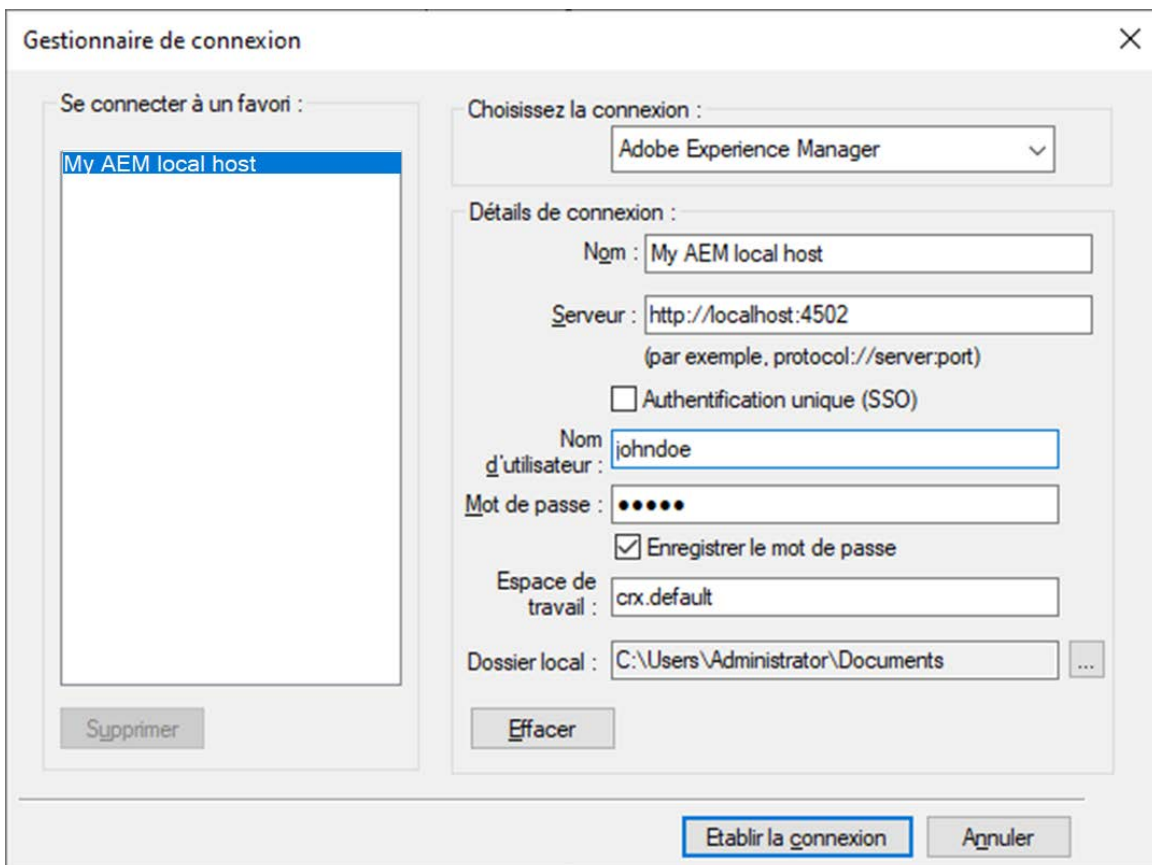 Gestionnaire de connexion
Se connecter à un favori :
My AEM local host
Supprimer
Choisissez la connexion :
Adobe Experience Manager
Détails de connexion :
Nom : My AEM local host
Serveur : http://localhost:4502
(par exemple, protocol://server:port)
Authentification unique (SSO)
Nom
d'utilisateur : johndoe
Mot de passe : •••••
Enregistrer le mot de passe
Espace de
travail : crx.default
Dossier local : C:\Users\Administrator\Documents ...
Effacer
Etablir la connexion Annuler